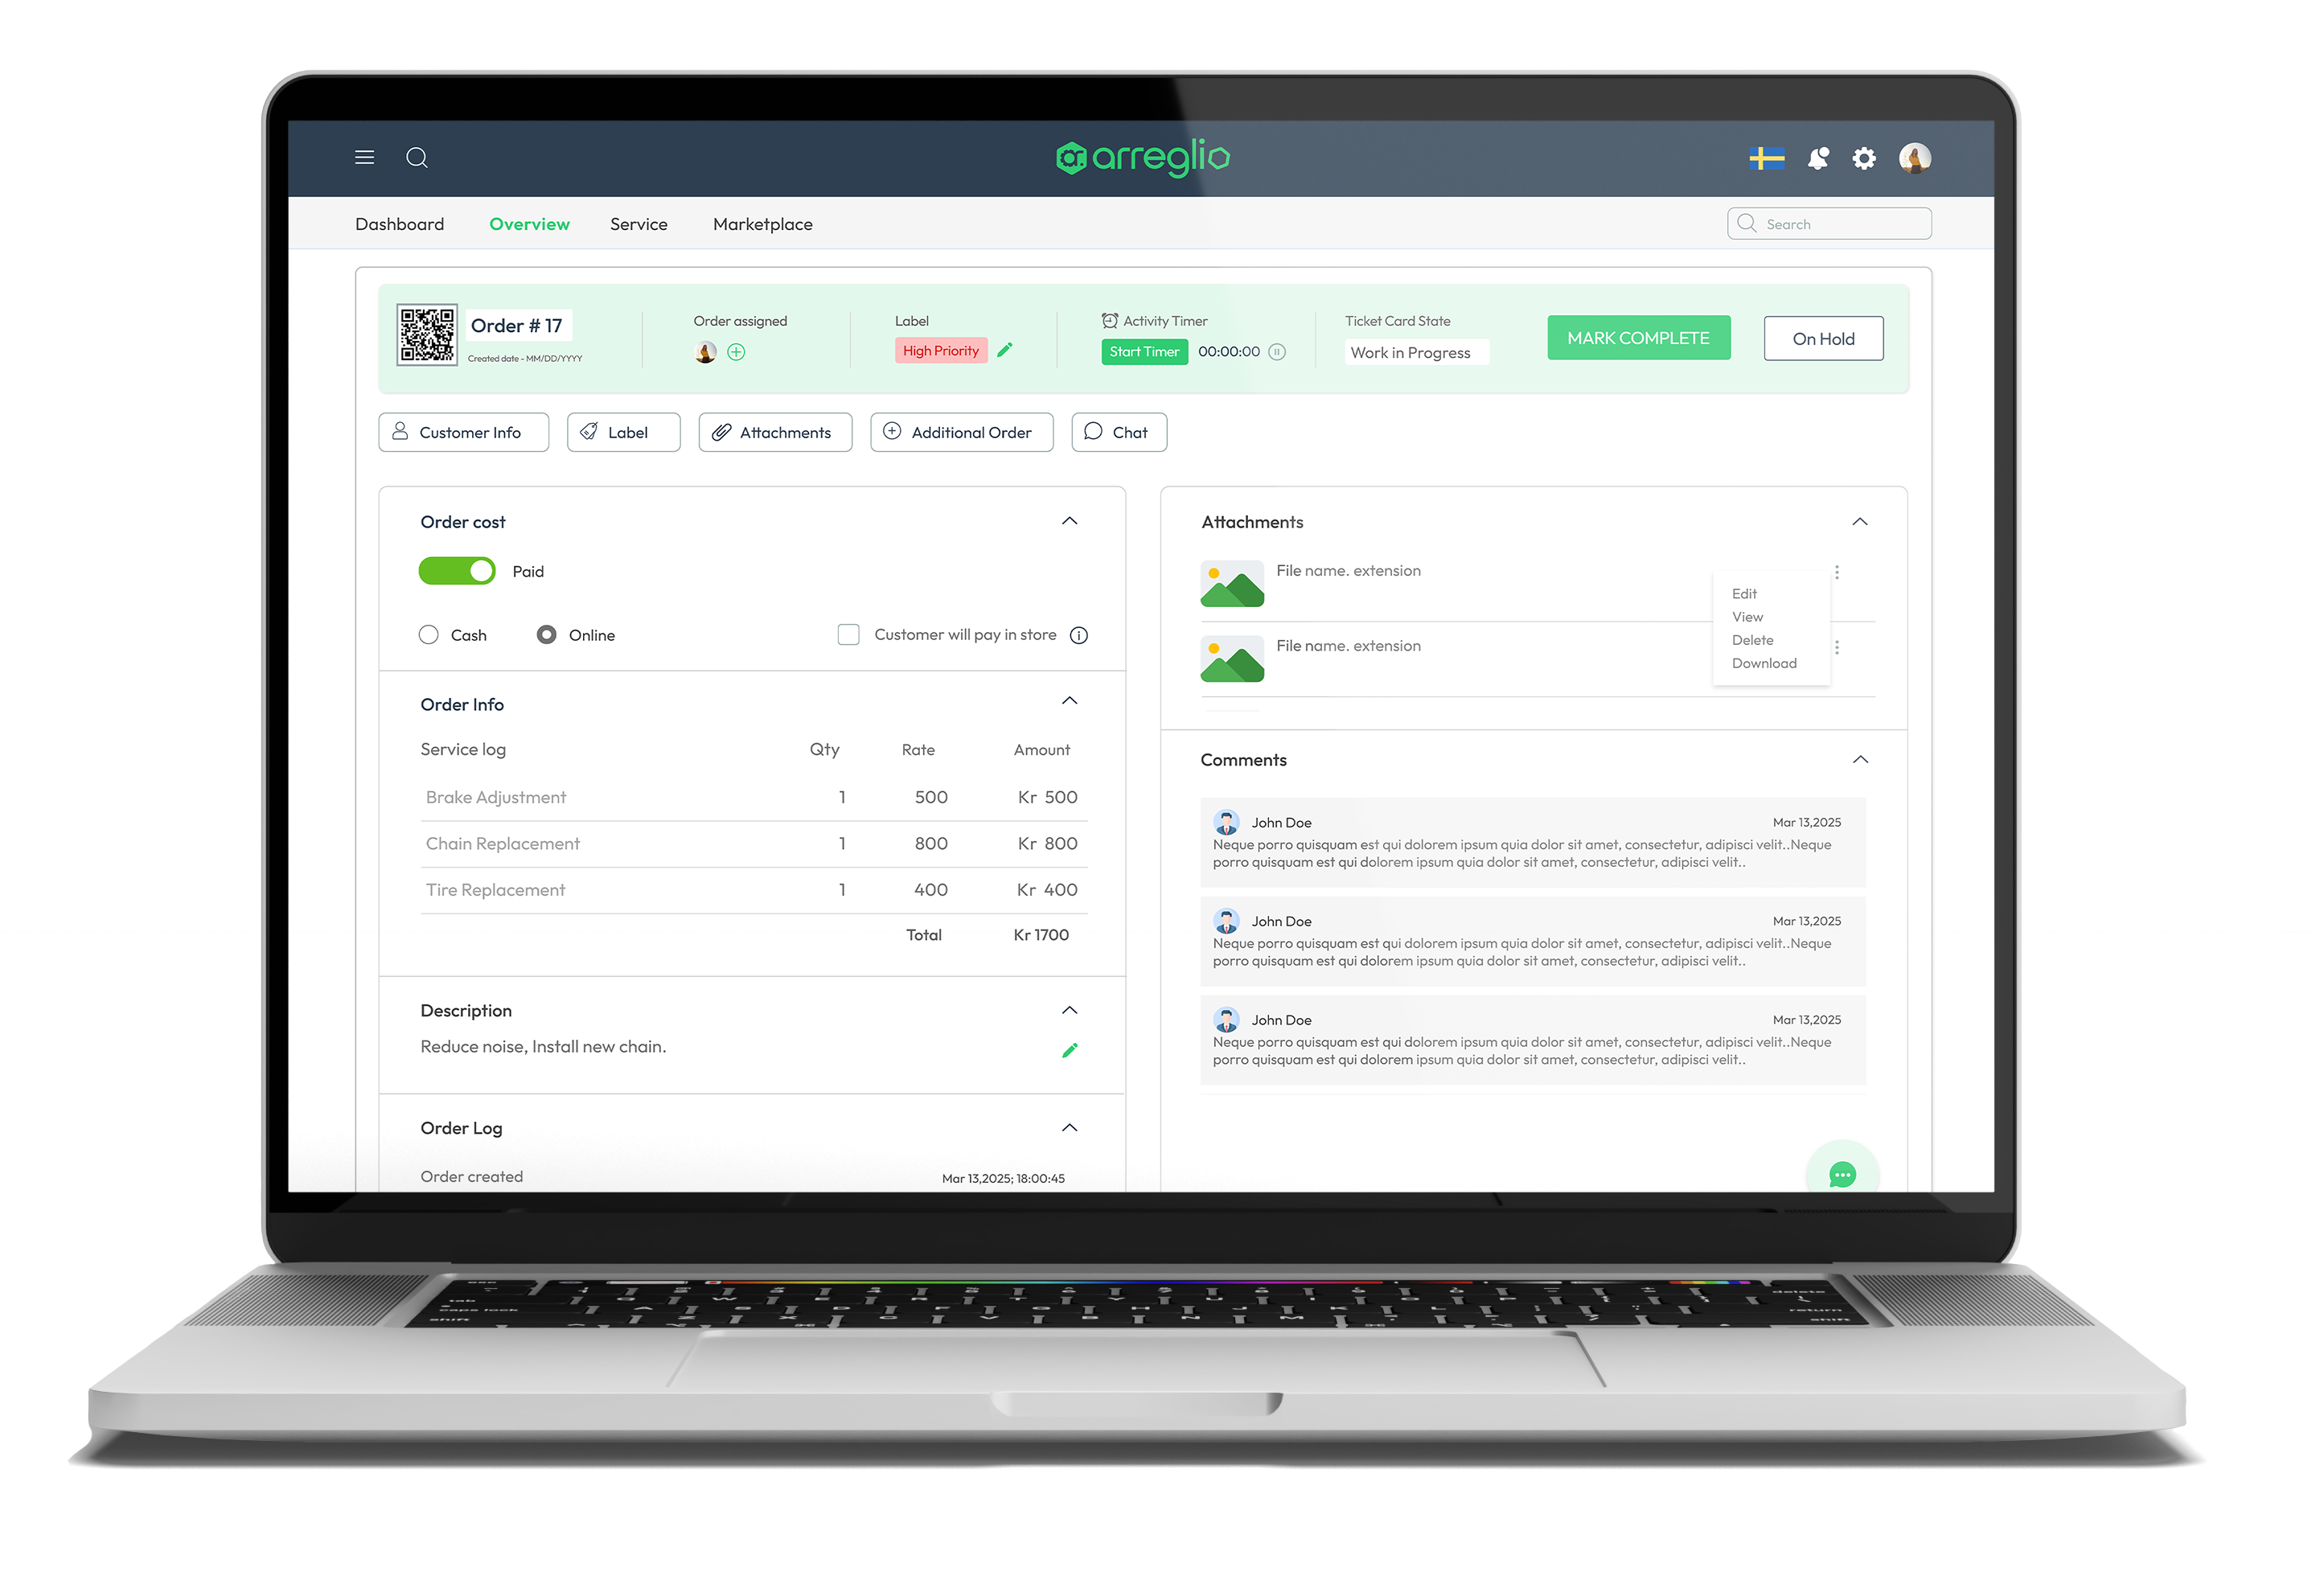 ar. arreglio
Dashboard Overview Service Marketplace Search
Order # 17
Created date - MM/DD/YYYY
Order assigned
Label
High Priority
Activity Timer
Start Timer 00:00:00
Ticket Card State
Work in Progress
MARK COMPLETE
On Hold
Customer Info Label Attachments Additional Order Chat
Order cost
Paid
Cash Online Customer will pay in store
Order Info
Service log Qty Rate Amount
Brake Adjustment 1 500 Kr 500
Chain Replacement 1 800 Kr 800
Tire Replacement 1 400 Kr 400
Total Kr 1700
Description
Reduce noise, Install new chain.
Order Log
Order created Mar 13,2025; 18:00:45
Attachments
File name. extension
File name. extension
Edit
View
Delete
Download
Comments
John Doe Mar 13,2025
Neque porro quisquam est qui dolorem ipsum quia dolor sit amet, consectetur, adipisci velit..Neque
porro quisquam est qui dolorem ipsum quia dolor sit amet, consectetur, adipisci velit..
John Doe Mar 13,2025
Neque porro quisquam est qui dolorem ipsum quia dolor sit amet, consectetur, adipisci velit..Neque
porro quisquam est qui dolorem ipsum quia dolor sit amet, consectetur, adipisci velit..
John Doe Mar 13,2025
Neque porro quisquam est qui dolorem ipsum quia dolor sit amet, consectetur, adipisci velit..Neque
porro quisquam est qui dolorem ipsum quia dolor sit amet, consectetur, adipisci velit..
esc
tab Q W E R T Y U I O P delete
caps lock A S D F G H J K L return
shift Z X C V B N M shift